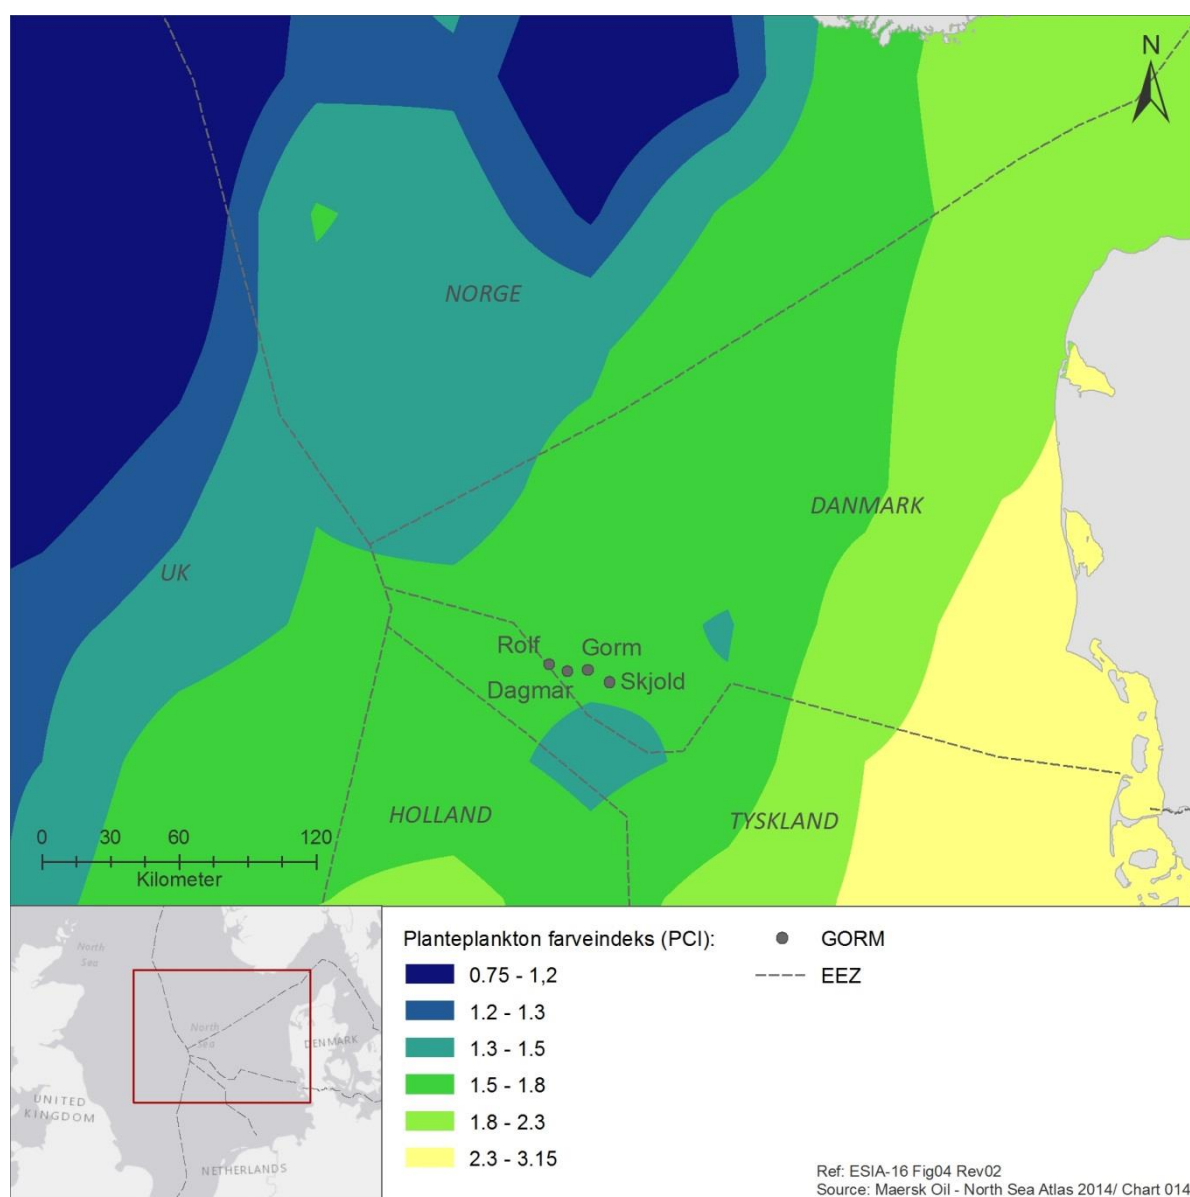 N
NORGE
DANMARK
UK
Rolf
Gorm
Dagmar
Skjold
HOLLAND
TYSKLAND
0 30 60 120
Kilometer
North
Sea
North
Sea
DENMARK
UNITED
KINGDOM
NETHERLANDS
Planteplankton farveindeks (PCI):
0.75 - 1,2
1.2 - 1.3
1.3 - 1.5
1.5 - 1.8
1.8 - 2.3
2.3 - 3.15
GORM
EEZ
Ref: ESIA-16 Fig04 Rev02
Source: Maersk Oil - North Sea Atlas 2014/ Chart 014